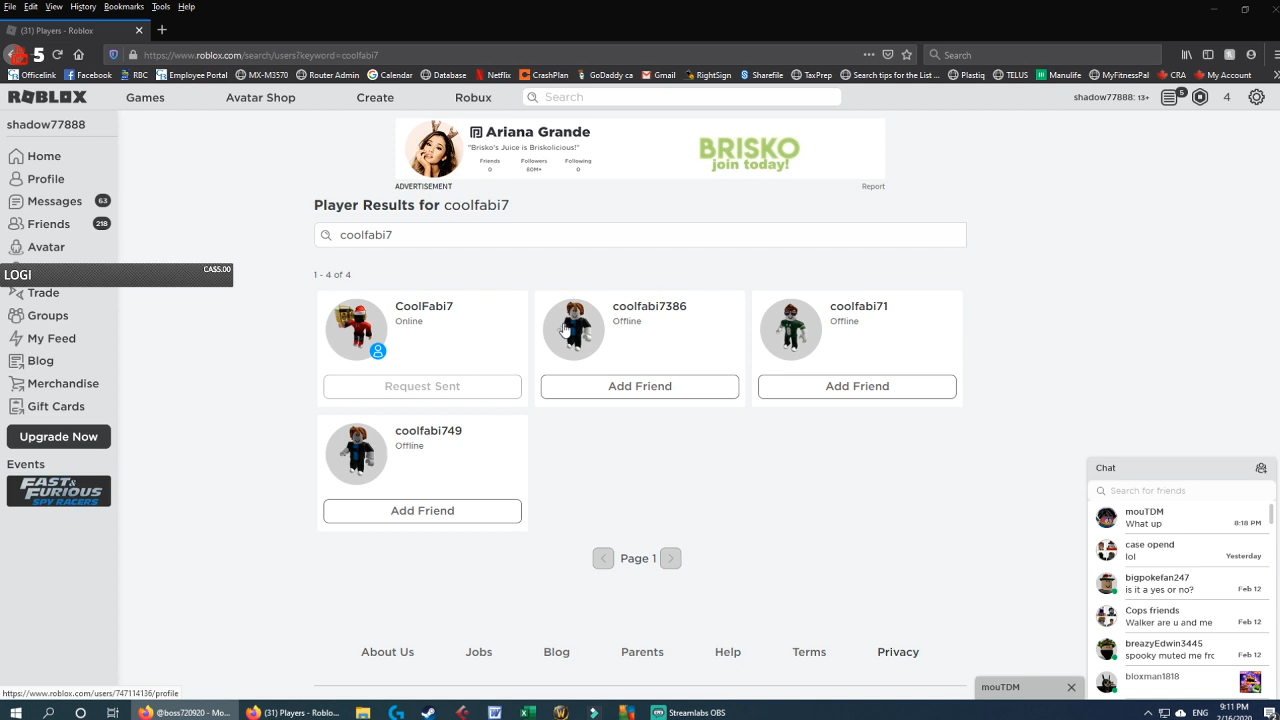 File Edit View History Bookmarks Tools Help
(31) Players - Roblox
5
https://www.roblox.com/search/users?keyword=coolfabi7
Search
Officelink Facebook RBC Employee Portal MX-M3570 Router Admin Calendar Database Netflix CrashPlan GoDaddy ca Gmail RightSign Sharefile TaxPrep Search tips for the List ... Plastiq TELUS Manulife MyFitnesPal CRA My Account
ROBLOX Games Avatar Shop Create Robux Search shadow77888: 13+ 5 4
shadow77888
Home
Profile
Messages 63
Friends 218
Avatar
LOGI CA$5.00
Trade
Groups
My Feed
Blog
Merchandise
Gift Cards
Upgrade Now
Events
FAST & FURIOUS
SPY RACERS
Ariana Grande
"Brisko's Juice is Briskolicious!"
Friends Followers Following
0 80M+ 0
BRISKO
join today!
ADVERTISEMENT Report
Player Results for coolfabi7
coolfabi7
1 - 4 of 4
CoolFabi7
Online
Request Sent
coolfabi7386
Offline
Add Friend
coolfabi71
Offline
Add Friend
coolfabi749
Offline
Add Friend
Page 1
About Us Jobs Blog Parents Help Terms Privacy
Chat
Search for friends
mouTDM
What up 8:18 PM
case opend
lol Yesterday
bigpokefan247
is it a yes or no? Feb 12
Cops friends
Walker are u and me Feb 12
breazyEdwin3445
spooky muted me frc Feb 12
bloxman1818
mouTDM
https://www.roblox.com/users/747114136/profile
@boss720920 - Mo...
(31) Players - Roblo...
Streamlabs OBS
ENG
9:11 PM
2/16/2020